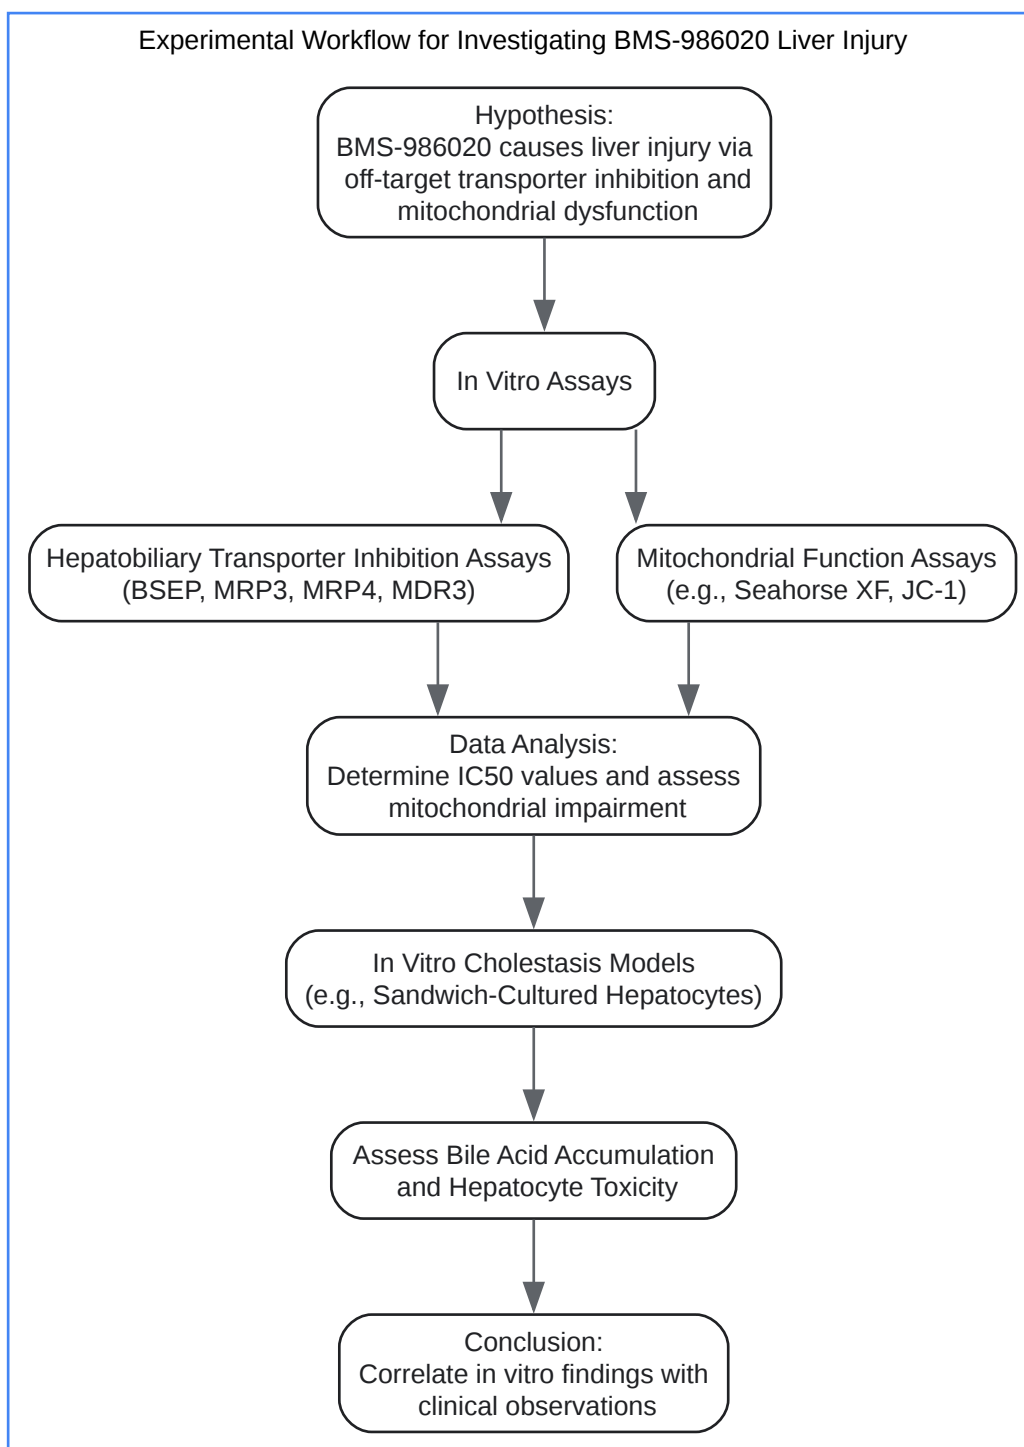 Experimental Workflow for Investigating BMS-986020 Liver Injury
Hypothesis:
BMS-986020 causes liver injury via
off-target transporter inhibition and
mitochondrial dysfunction
In Vitro Assays
Hepatobiliary Transporter Inhibition Assays
(BSEP, MRP3, MRP4, MDR3)
Mitochondrial Function Assays
(e.g., Seahorse XF, JC-1)
Data Analysis:
Determine IC50 values and assess
mitochondrial impairment
In Vitro Cholestasis Models
(e.g., Sandwich-Cultured Hepatocytes)
Assess Bile Acid Accumulation
and Hepatocyte Toxicity
Conclusion:
Correlate in vitro findings with
clinical observations